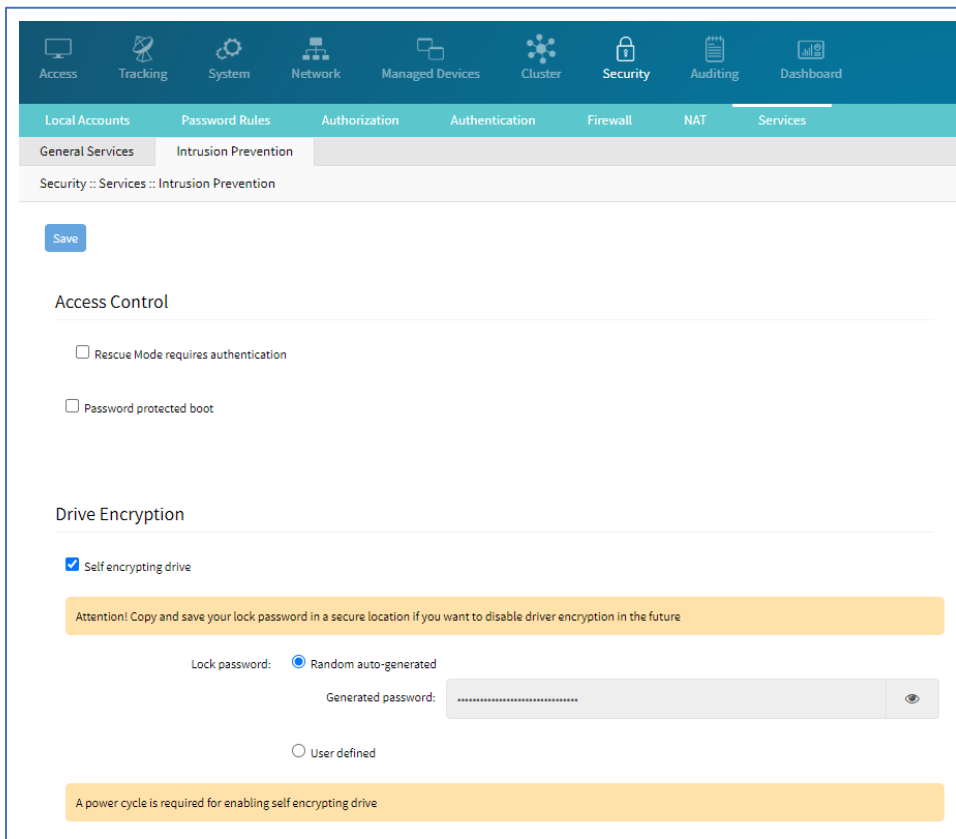 Access Tracking System Network Managed Devices Cluster Security Auditing Dashboard
Local Accounts Password Rules Authorization Authentication Firewall NAT Services
General Services Intrusion Prevention
Security :: Services :: Intrusion Prevention
Save
Access Control
Rescue Mode requires authentication
Password protected boot
Drive Encryption
Self encrypting drive
Attention! Copy and save your lock password in a secure location if you want to disable driver encryption in the future
Lock password: Random auto-generated
Generated password:
User defined
A power cycle is required for enabling self encrypting drive